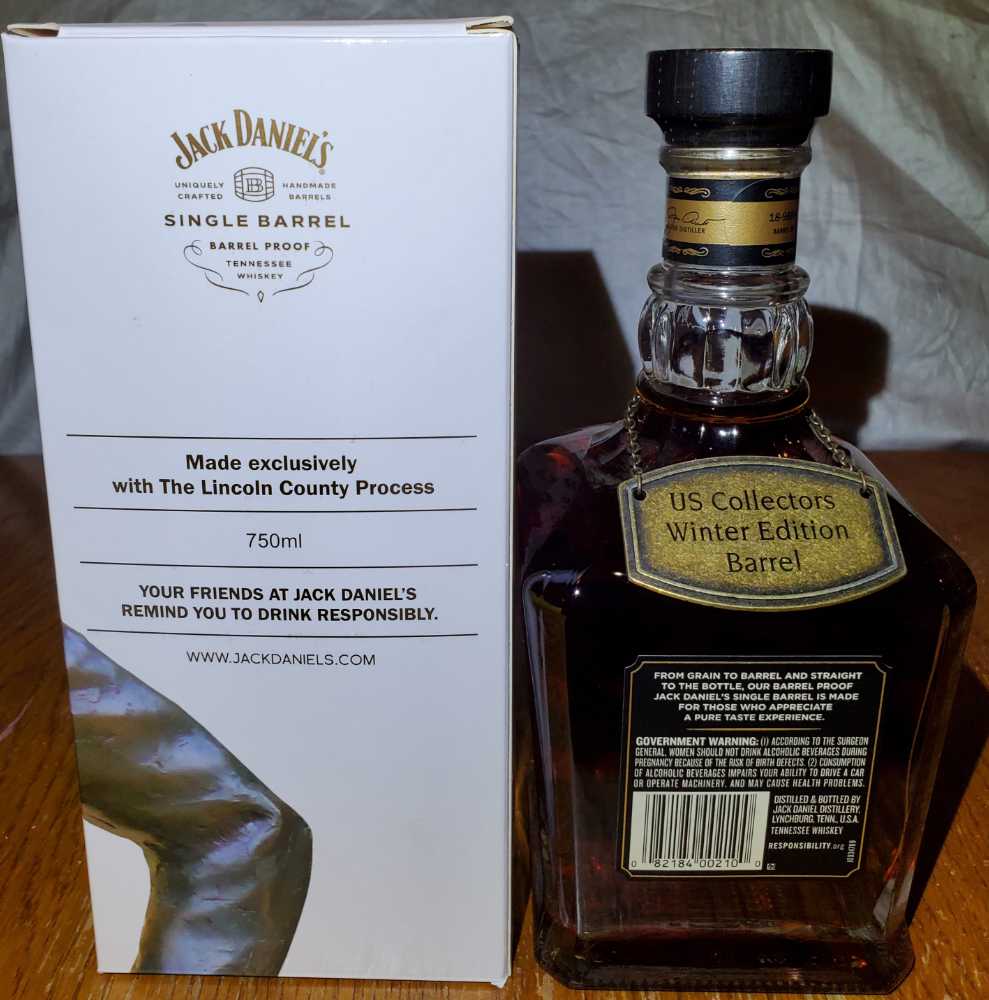 JACK DANIEL'S
UNIQUELY CRAFTED
HANDMADE BARRELS
SINGLE BARREL
BARREL PROOF
TENNESSEE
WHISKEY
Made exclusively
with The Lincoln County Process
750ml
YOUR FRIENDS AT JACK DANIEL'S
REMIND YOU TO DRINK RESPONSIBLY.
WWW.JACKDANIELS.COM
DISTILLER
BARREL
US Collectors
Winter Edition
Barrel
FROM GRAIN TO BARREL AND STRAIGHT
TO THE BOTTLE, OUR BARREL PROOF
JACK DANIEL'S SINGLE BARREL IS MADE
FOR THOSE WHO APPRECIATE
A PURE TASTE EXPERIENCE.
GOVERNMENT WARNING: (1) ACCORDING TO THE SURGEON
GENERAL, WOMEN SHOULD NOT DRINK ALCOHOLIC BEVERAGES DURING
PREGNANCY BECAUSE OF THE RISK OF BIRTH DEFECTS. (2) CONSUMPTION
OF ALCOHOLIC BEVERAGES IMPAIRS YOUR ABILITY TO DRIVE A CAR
OR OPERATE MACHINERY, AND MAY CAUSE HEALTH PROBLEMS.
DISTILLED & BOTTLED BY
JACK DANIEL DISTILLERY,
LYNCHBURG, TENN., U.S.A.
TENNESSEE WHISKEY
RESPONSIBILITY.org
0 82184 00210 0